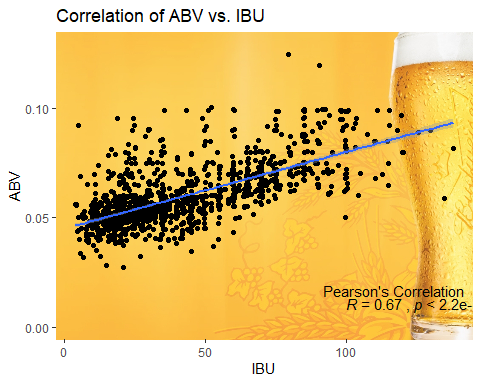 Correlation of ABV vs. IBU
ABV
0.10
0.05
0.00
Pearson's Correlation
R = 0.67 , p < 2.2e-
0
50
100
IBU